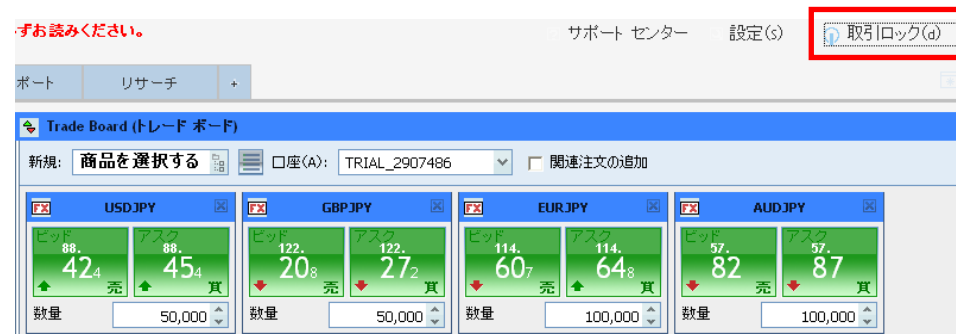 ずお読みください。
サポート センター 設定(s) 取引ロック(d)
ポート リサーチ +
Trade Board (トレード ボード)
新規: 商品を選択する 口座(A): TRIAL_2907486 関連注文の追加
FX USDJPY FX GBPJPY FX EURJPY FX AUDJPY
ビッド アスク ビッド アスク ビッド アスク ビッド アスク
88. 88. 122. 122. 114. 114. 57. 57.
424 454 208 272 607 648 82 87
売 買 売 買 売 買 売 買
数量 50,000 数量 50,000 数量 100,000 数量 100,000